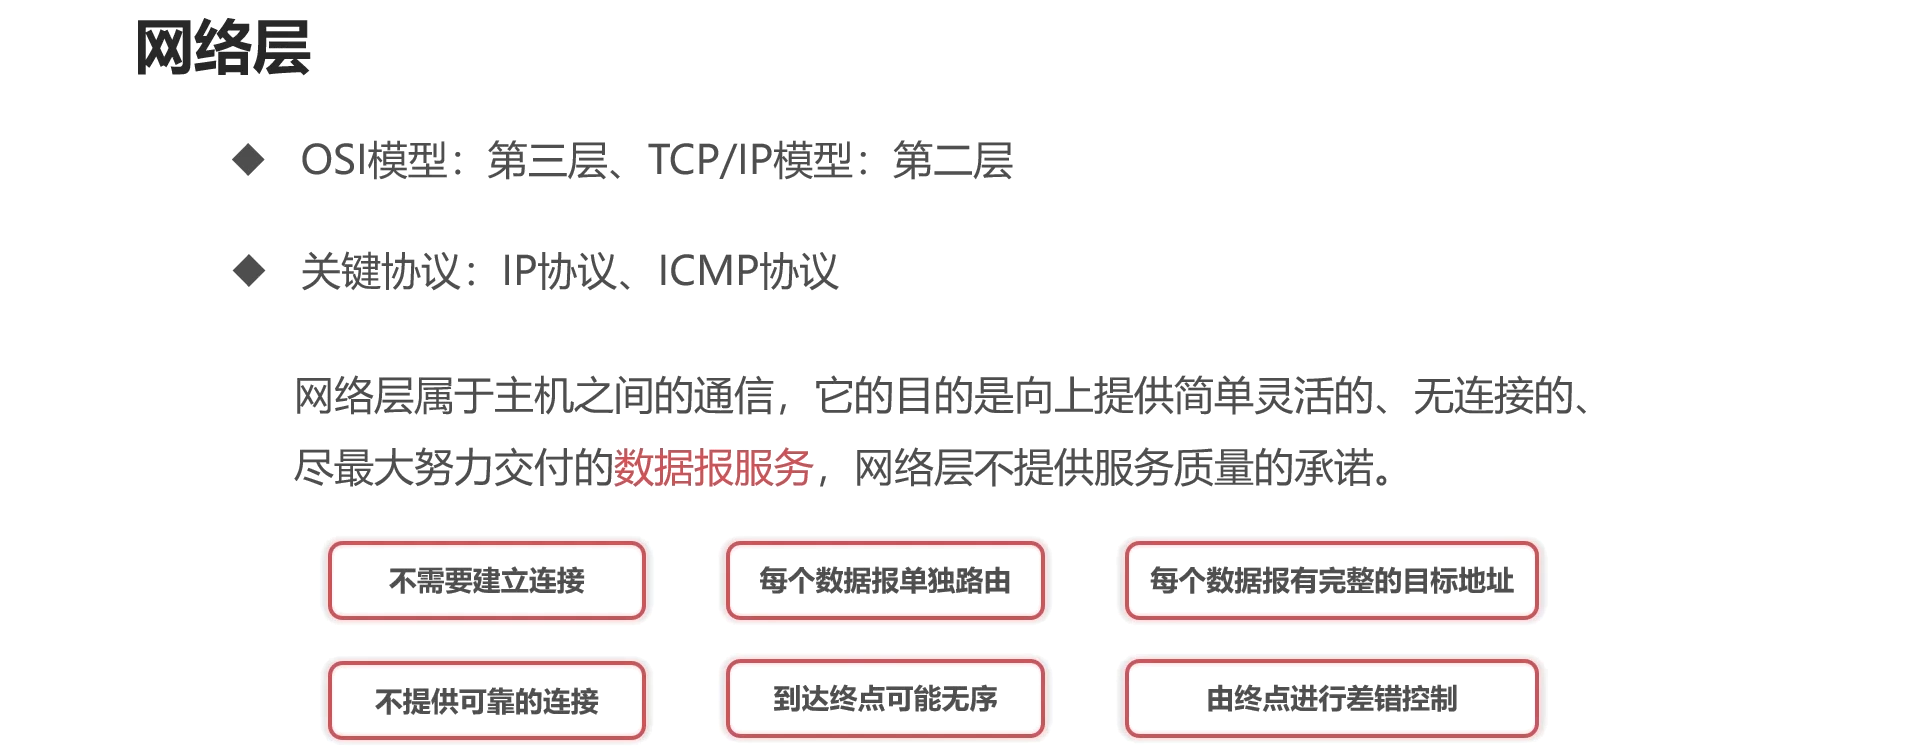 网络层
◆ OSI模型：第三层、TCP/IP模型：第二层
◆ 关键协议：IP协议、ICMP协议
网络层属于主机之间的通信，它的目的是向上提供简单灵活的、无连接的、
尽最大努力交付的数据报服务，网络层不提供服务质量的承诺。
不需要建立连接
每个数据报单独路由
每个数据报有完整的目标地址
不提供可靠的连接
到达终点可能无序
由终点进行差错控制